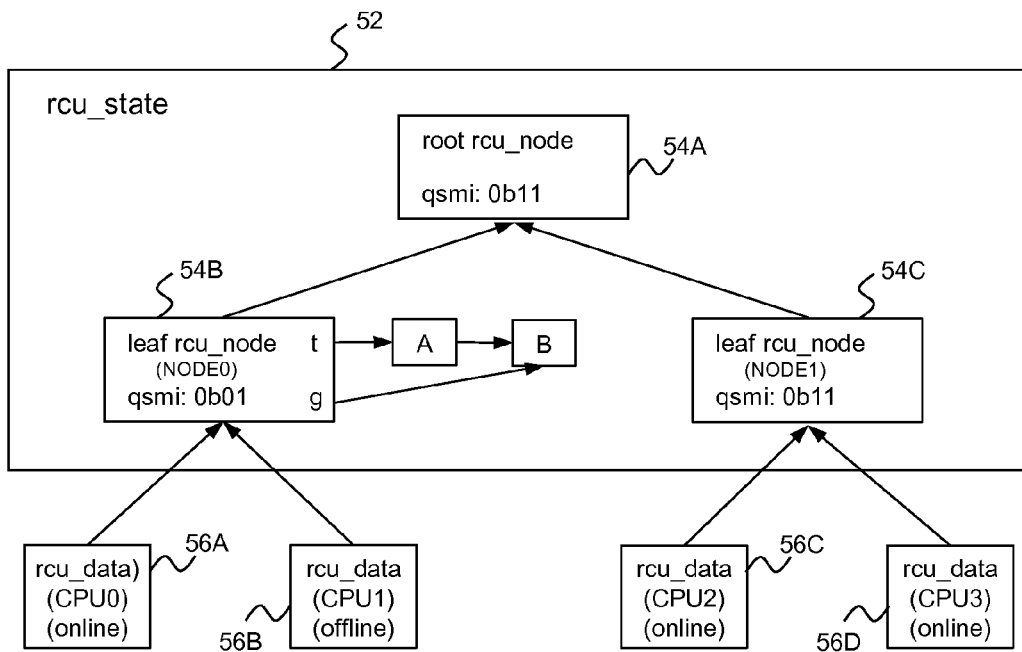 52
rcu_state
root rcu_node
54A
qsmi: 0b11
54B
54C
leaf rcu_node t
A
B
(NODE0)
qsmi: 0b01 g
leaf rcu_node
(NODE1)
qsmi: 0b11
56A
rcu_data)
(CPU0)
(online)
rcu_data
(CPU1)
(offline)
56B
rcu_data
(CPU2)
(online)
56C
rcu_data
(CPU3)
(online)
56D